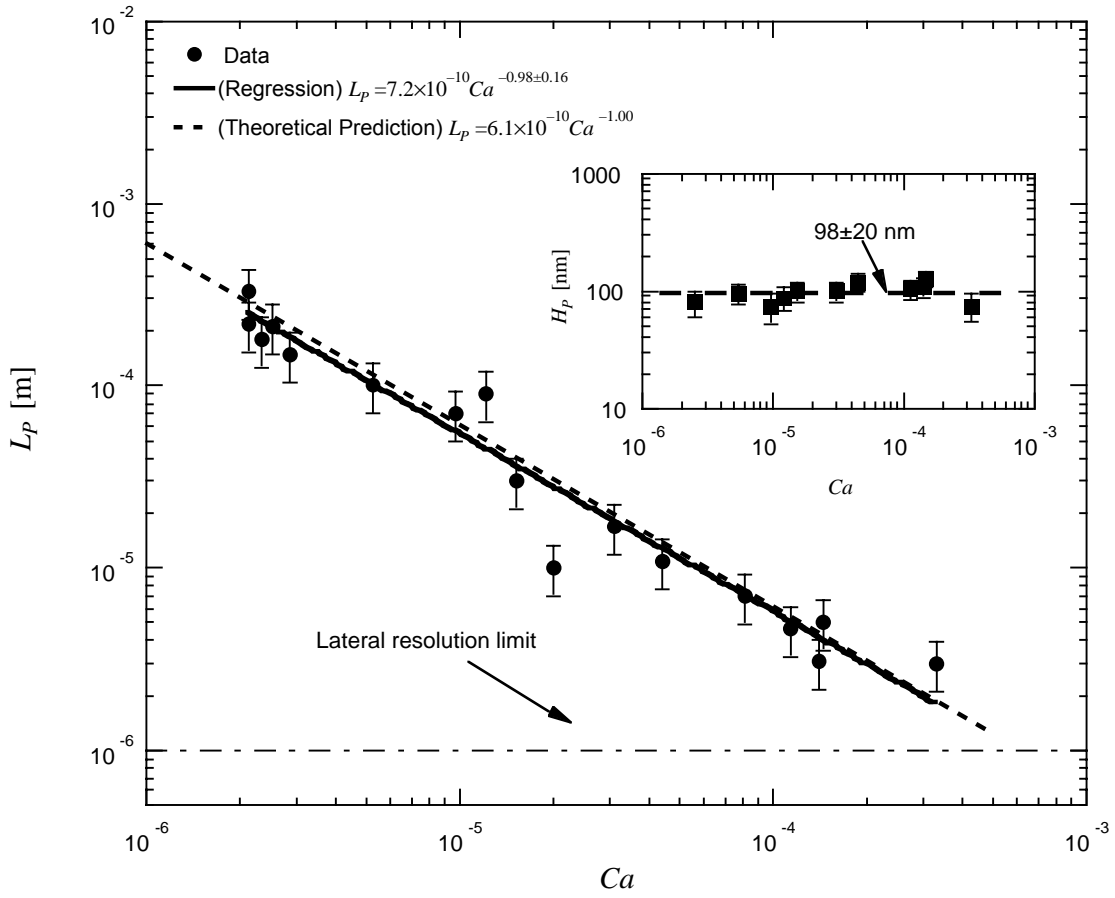 10^-2
Data
(Regression) L_P =7.2×10^-10 Ca^-0.98±0.16
(Theoretical Prediction) L_P =6.1×10^-10 Ca^-1.00
10^-3
10^-4
10^-5
10^-6
L_P [m]
1000
100
10
H_P [nm]
98±20 nm
10^-6 10^-5 10^-4 10^-3
Ca
Lateral resolution limit
10^-6 10^-5 10^-4 10^-3
Ca